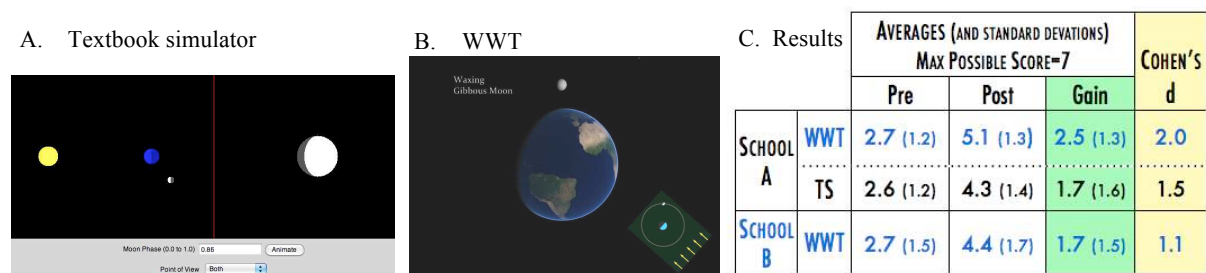 A. Textbook simulator
Moon Phase (0.0 to 1.0) 0.86 Animate
Point of View Both
B. WWT
Waxing
Gibbous Moon
C. Results
AVERAGES (AND STANDARD DEVATIONS)
MAX POSSIBLE SCORE=7
COHEN'S
d
Pre Post Gain
SCHOOL
A
WWT 2.7 (1.2) 5.1 (1.3) 2.5 (1.3) 2.0
TS 2.6 (1.2) 4.3 (1.4) 1.7 (1.6) 1.5
SCHOOL
B
WWT 2.7 (1.5) 4.4 (1.7) 1.7 (1.5) 1.1